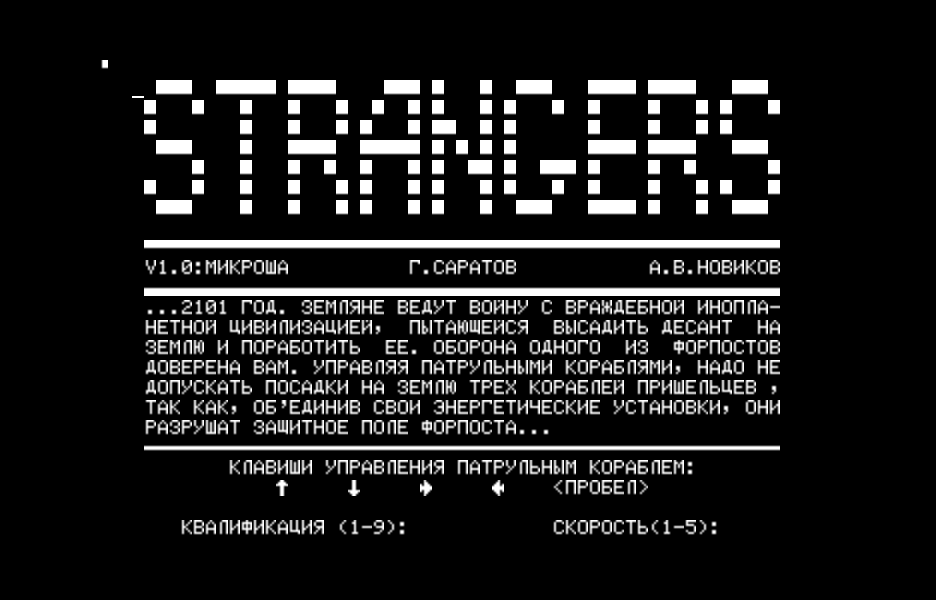 STRANGERS
V1.0:МИКРОША Г.САРАТОВ А.В.НОВИКОВ
...2101 ГОД. ЗЕМЛЯНЕ ВЕДУТ ВОЙНУ С ВРАЖДЕБНОЙ ИНОПЛА-
НЕТНОЙ ЦИВИЛИЗАЦИЕЙ, ПЫТАЮЩЕЙСЯ ВЫСАДИТЬ ДЕСАНТ НА
ЗЕМЛЮ И ПОРАБОТИТЬ ЕЕ. ОБОРОНА ОДНОГО ИЗ ФОРПОСТОВ
ДОВЕРЕНА ВАМ. УПРАВЛЯЯ ПАТРУЛЬНЫМИ КОРАБЛЯМИ, НАДО НЕ
ДОПУСКАТЬ ПОСАДКИ НА ЗЕМЛЮ ТРЕХ КОРАБЛЕЙ ПРИШЕЛЬЦЕВ ,
ТАК КАК, ОБ'ЕДИНИВ СВОИ ЭНЕРГЕТИЧЕСКИЕ УСТАНОВКИ, ОНИ
РАЗРУШАТ ЗАЩИТНОЕ ПОЛЕ ФОРПОСТА...
КЛАВИШИ УПРАВЛЕНИЯ ПАТРУЛЬНЫМ КОРАБЛЕМ:
↑ ↓ → ← <ПРОБЕЛ>
КВАЛИФИКАЦИЯ (1-9): СКОРОСТЬ(1-5):